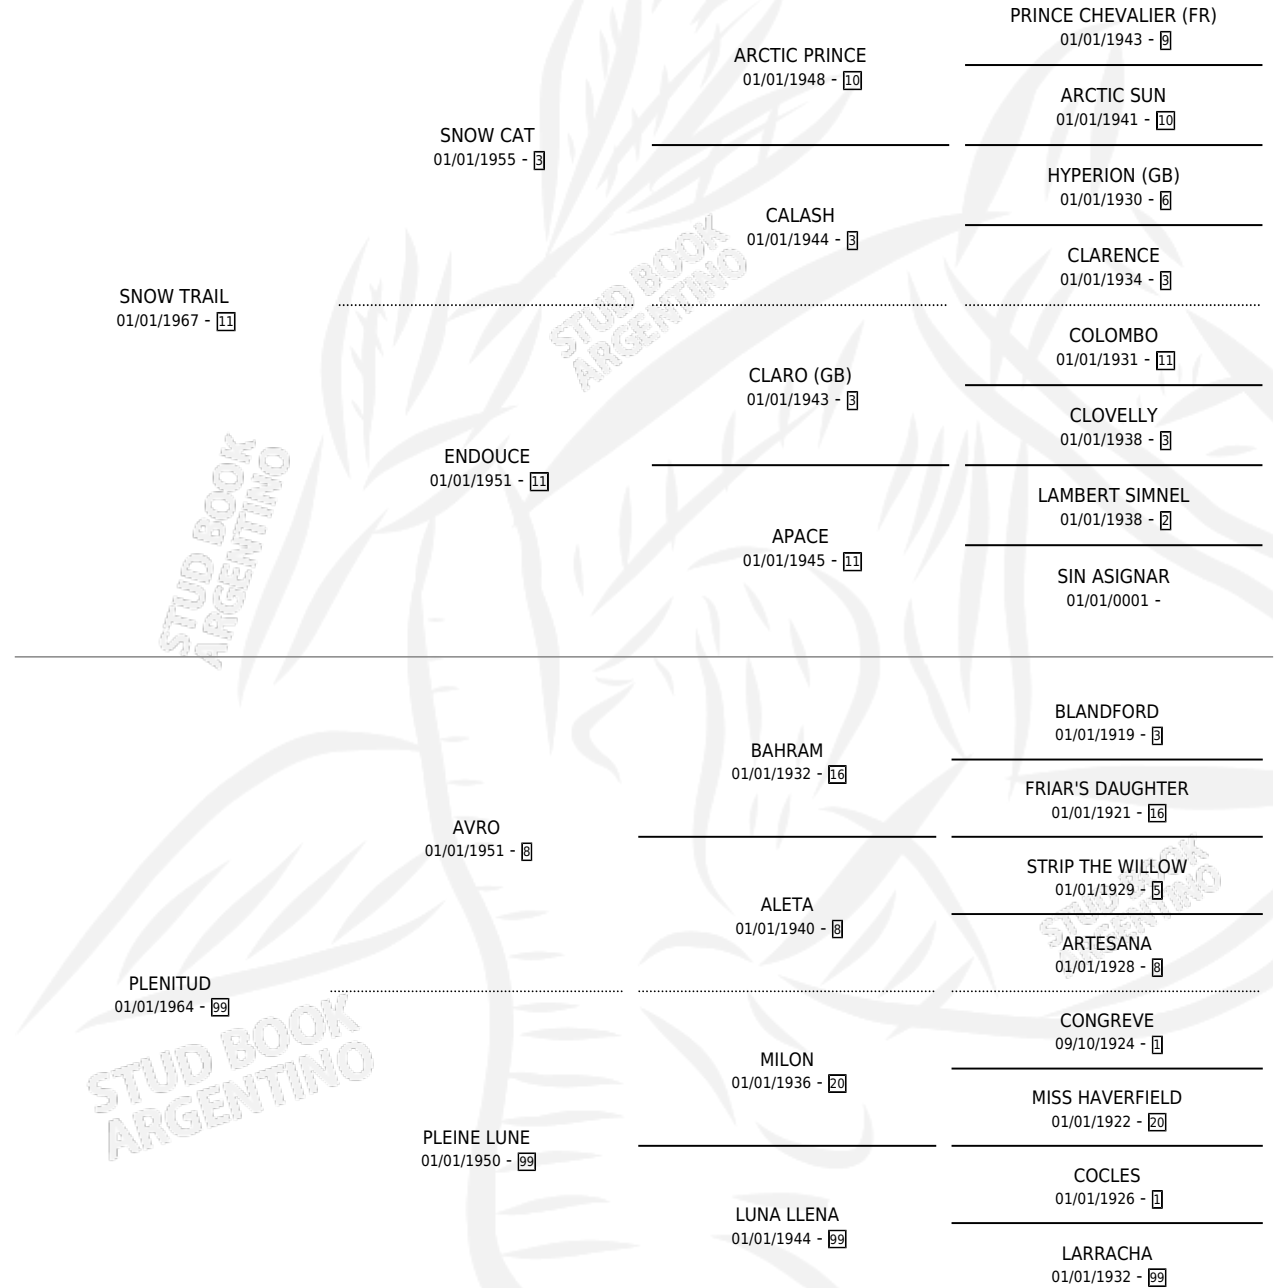 PRINCE CHEVALIER (FR)
01/01/1943 - 9
ARCTIC PRINCE
01/01/1948 - 10
ARCTIC SUN
01/01/1941 - 10
SNOW CAT
01/01/1955 - 3
HYPERION (GB)
01/01/1930 - 6
CALASH
01/01/1944 - 3
CLARENCE
01/01/1934 - 3
SNOW TRAIL
01/01/1967 - 11
COLOMBO
01/01/1931 - 11
CLARO (GB)
01/01/1943 - 3
CLOVELLY
01/01/1938 - 3
ENDOUCE
01/01/1951 - 11
LAMBERT SIMNEL
01/01/1938 - 2
APACE
01/01/1945 - 11
SIN ASIGNAR
01/01/0001 -
BLANDFORD
01/01/1919 - 3
BAHRAM
01/01/1932 - 16
FRIAR'S DAUGHTER
01/01/1921 - 16
AVRO
01/01/1951 - 8
STRIP THE WILLOW
01/01/1929 - 5
ALETA
01/01/1940 - 8
ARTESANA
01/01/1928 - 8
PLENITUD
01/01/1964 - 99
CONGREVE
09/10/1924 - 1
MILON
01/01/1936 - 20
MISS HAVERFIELD
01/01/1922 - 20
PLEINE LUNE
01/01/1950 - 99
COCLES
01/01/1926 - 1
LUNA LLENA
01/01/1944 - 99
LARRACHA
01/01/1932 - 99
STUD BOOK
ARGENTINO
STUD BOOK
ARGENTINO
STUD BOOK
ARGENTINO
STUD BOOK
ARGENTINO